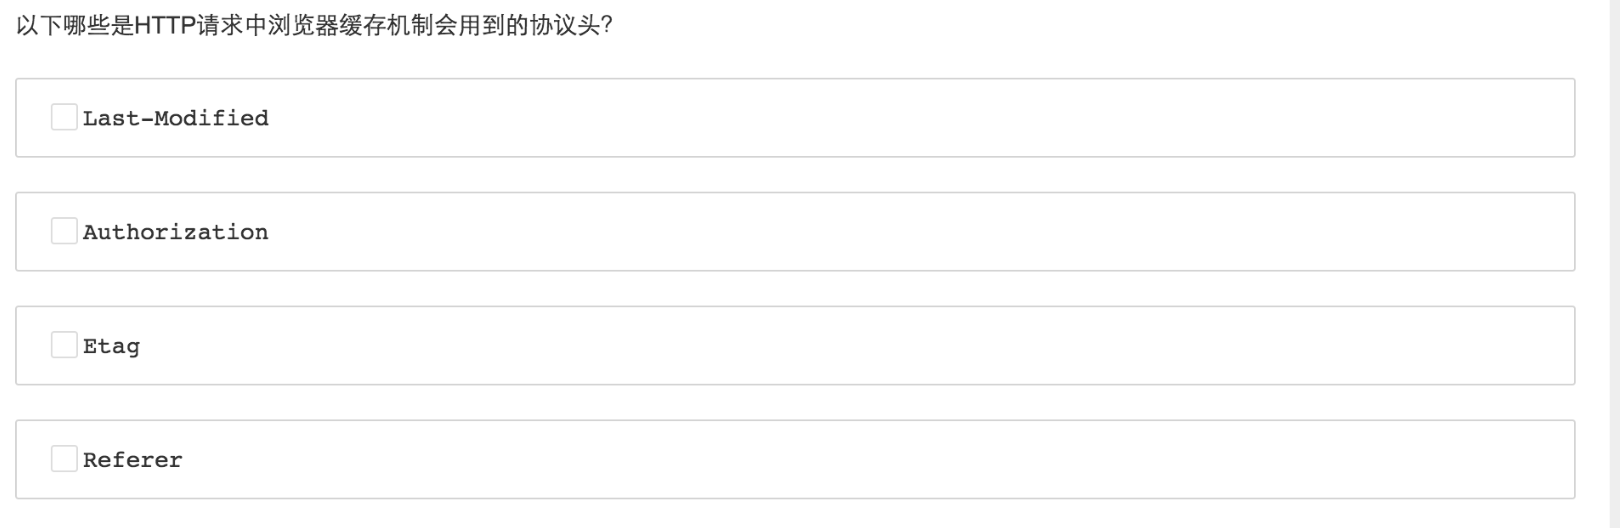 以下哪些是HTTP请求中浏览器缓存机制会用到的协议头?
Last-Modified
Authorization
Etag
Referer